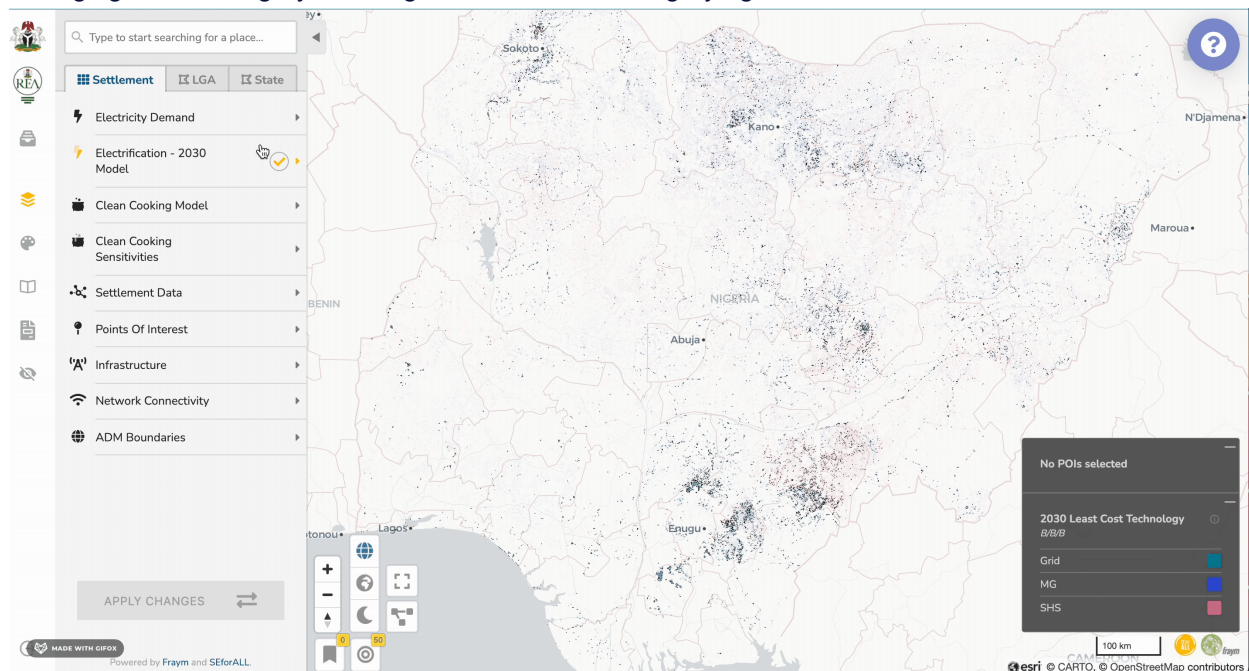 Type to start searching for a place...
Settlement
LGA
State
Electricity Demand
Electrification - 2030
Model
Clean Cooking Model
Clean Cooking
Sensitivities
Settlement Data
Points Of Interest
Infrastructure
Network Connectivity
ADM Boundaries
APPLY CHANGES
MADE WITH GIFOX
Powered by Fraym and SEforALL.
REA
Sokoto
Kano
N'Djamena
Maroua
BENIN
NIGERIA
Abuja
Lagos
Enugu
tonou
0
50
?
No POIs selected
2030 Least Cost Technology
B/B/B
Grid
MG
SHS
100 km
fraym
CAMEROON
esri © CARTO, © OpenStreetMap contributors